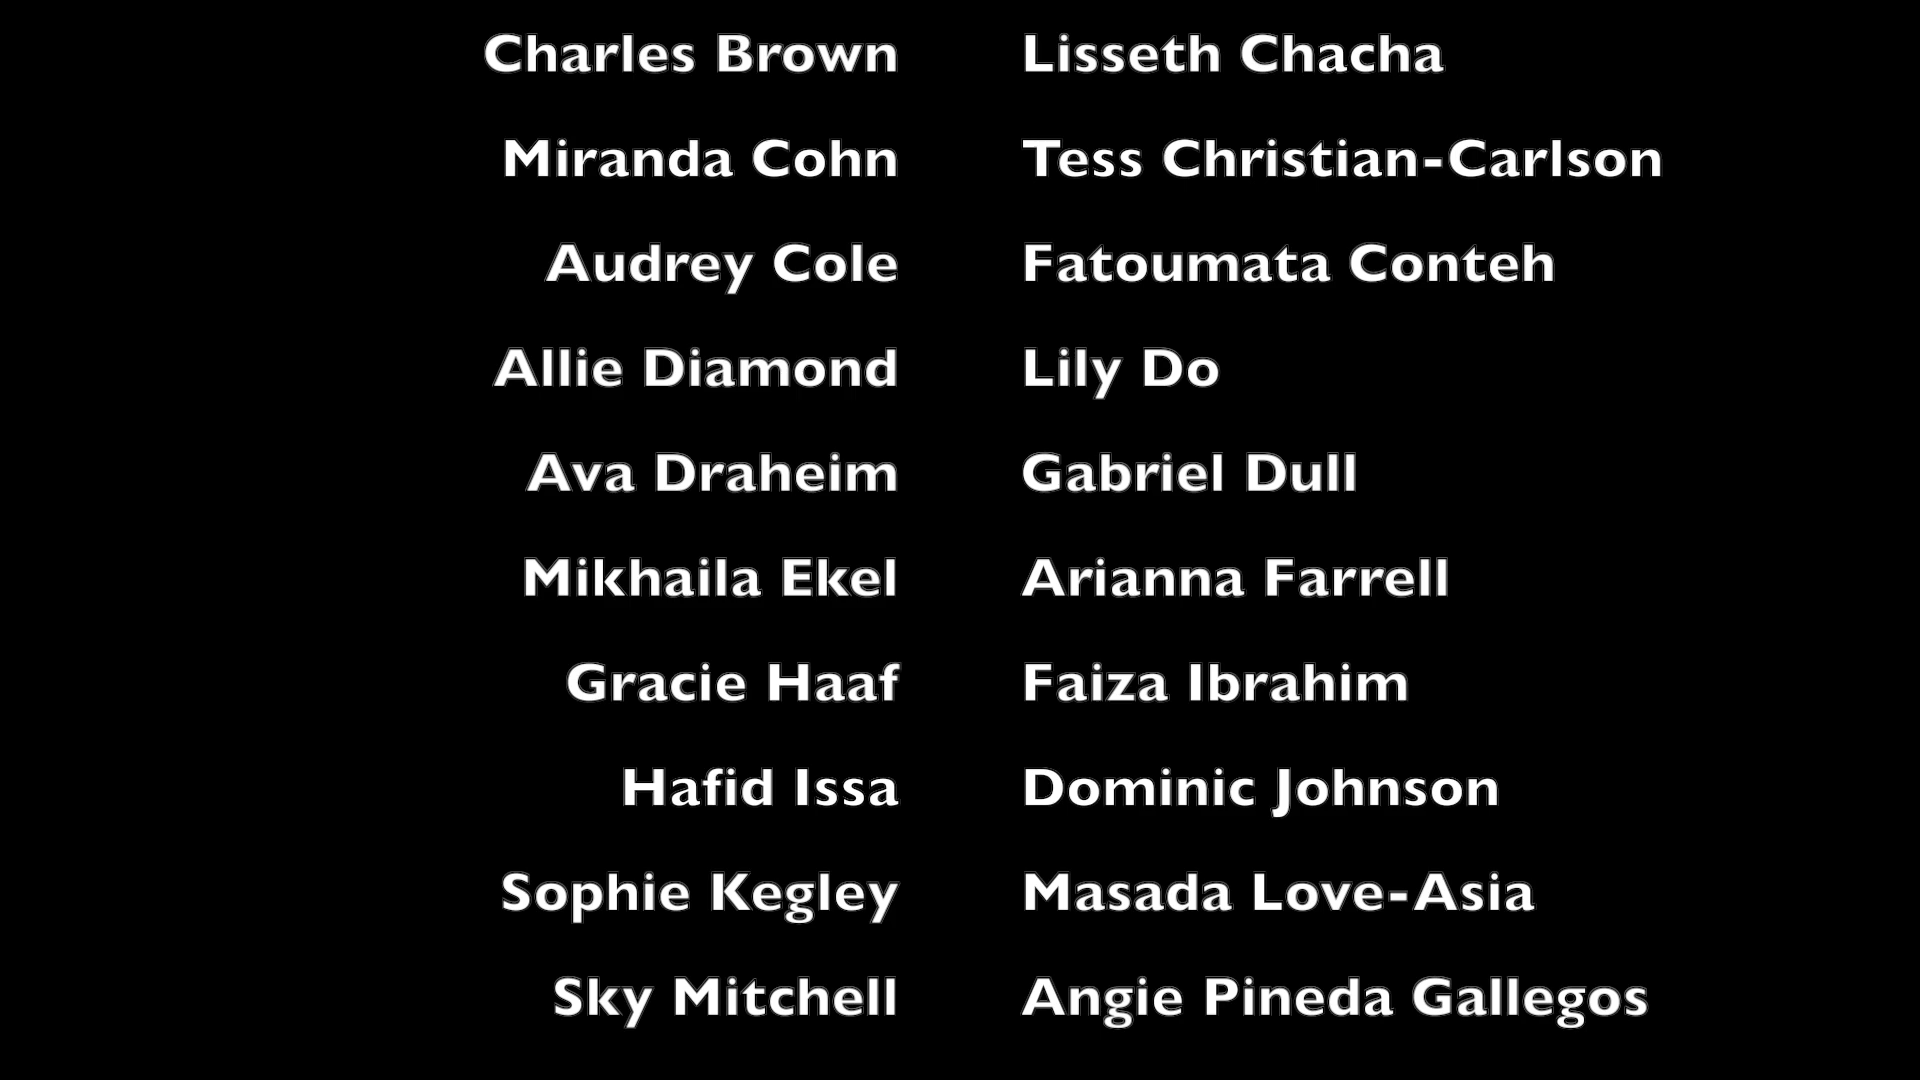 Charles Brown Lisseth Chacha
Miranda Cohn Tess Christian-Carlson
Audrey Cole Fatoumata Conteh
Allie Diamond Lily Do
Ava Draheim Gabriel Dull
Mikhaila Ekel Arianna Farrell
Gracie Haaf Faiza Ibrahim
Hafid Issa Dominic Johnson
Sophie Kegley Masada Love-Asia
Sky Mitchell Angie Pineda Gallegos